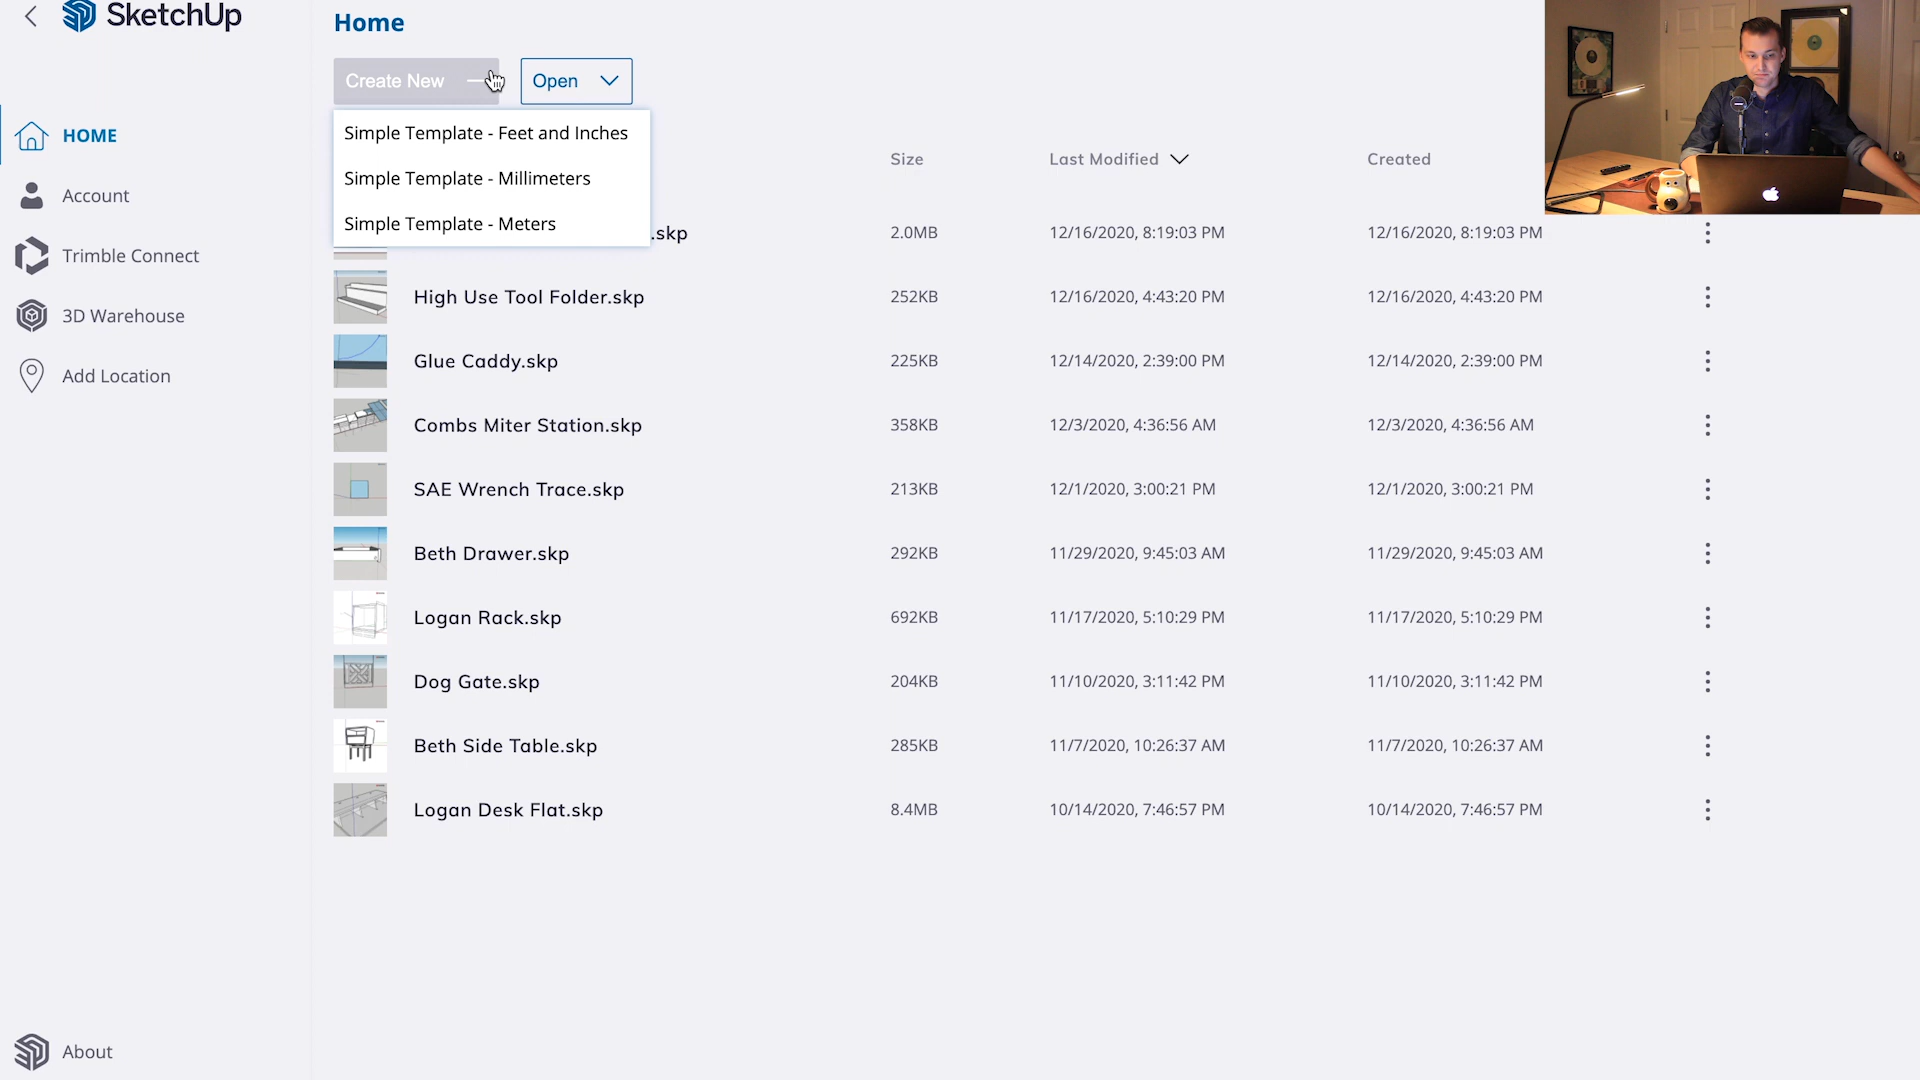 SketchUp
Home
Create New
Open
Simple Template - Feet and Inches
Simple Template - Millimeters
Simple Template - Meters
HOME
Account
Trimble Connect
3D Warehouse
Add Location
About
Size Last Modified Created
.skp 2.0MB 12/16/2020, 8:19:03 PM 12/16/2020, 8:19:03 PM
High Use Tool Folder.skp 252KB 12/16/2020, 4:43:20 PM 12/16/2020, 4:43:20 PM
Glue Caddy.skp 225KB 12/14/2020, 2:39:00 PM 12/14/2020, 2:39:00 PM
Combs Miter Station.skp 358KB 12/3/2020, 4:36:56 AM 12/3/2020, 4:36:56 AM
SAE Wrench Trace.skp 213KB 12/1/2020, 3:00:21 PM 12/1/2020, 3:00:21 PM
Beth Drawer.skp 292KB 11/29/2020, 9:45:03 AM 11/29/2020, 9:45:03 AM
Logan Rack.skp 692KB 11/17/2020, 5:10:29 PM 11/17/2020, 5:10:29 PM
Dog Gate.skp 204KB 11/10/2020, 3:11:42 PM 11/10/2020, 3:11:42 PM
Beth Side Table.skp 285KB 11/7/2020, 10:26:37 AM 11/7/2020, 10:26:37 AM
Logan Desk Flat.skp 8.4MB 10/14/2020, 7:46:57 PM 10/14/2020, 7:46:57 PM